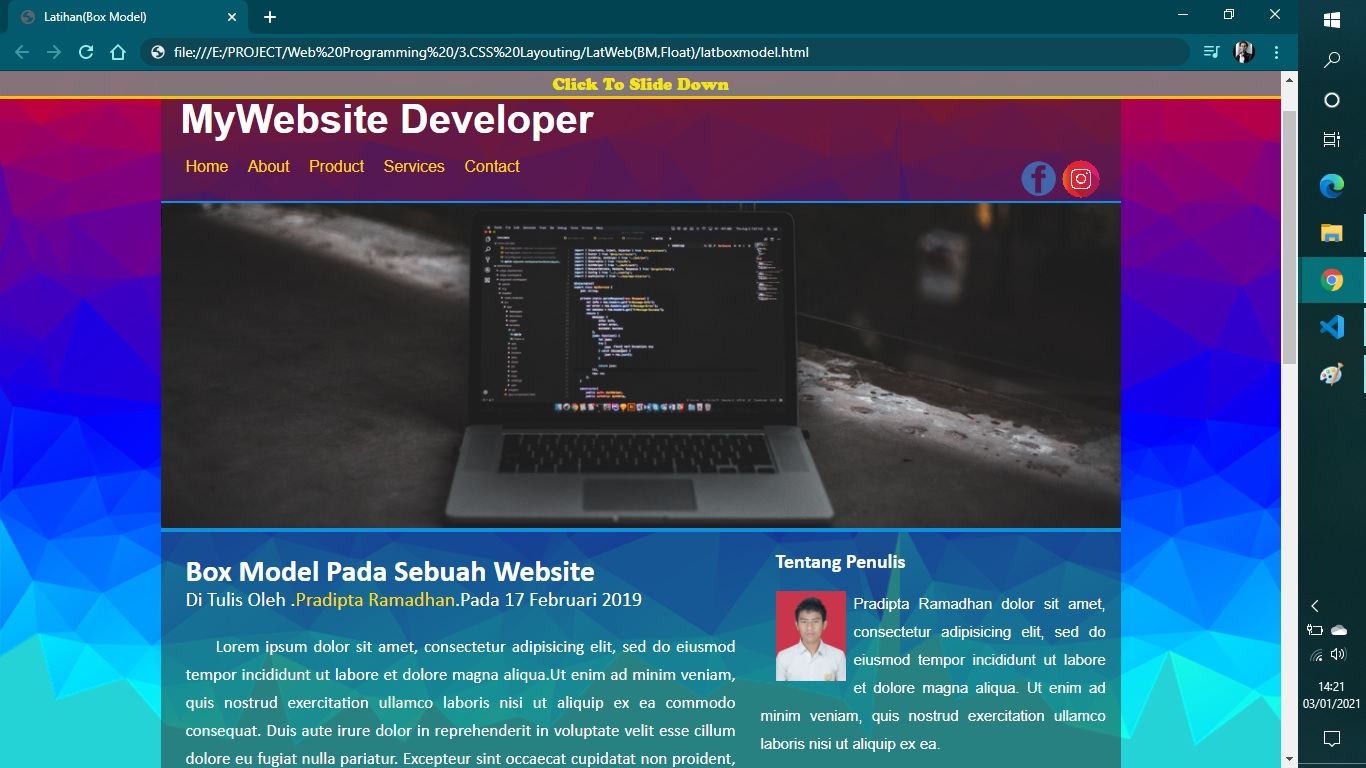 Latihan(Box Model)
file:///E:/PROJECT/Web%20Programming%20/3.CSS%20Layouting/LatWeb(BM,Float)/latboxmodel.html
Click To Slide Down
MyWebsite Developer
Home About Product Services Contact
Box Model Pada Sebuah Website
Di Tulis Oleh .Pradipta Ramadhan.Pada 17 Februari 2019
Lorem ipsum dolor sit amet, consectetur adipisicing elit, sed do eiusmod
tempor incididunt ut labore et dolore magna aliqua.Ut enim ad minim veniam,
quis nostrud exercitation ullamco laboris nisi ut aliquip ex ea commodo
consequat. Duis aute irure dolor in reprehenderit in voluptate velit esse cillum
dolore eu fugiat nulla pariatur. Excepteur sint occaecat cupidatat non proident,
Tentang Penulis
Pradipta Ramadhan dolor sit amet,
consectetur adipisicing elit, sed do
eiusmod tempor incididunt ut labore
et dolore magna aliqua. Ut enim ad
minim veniam, quis nostrud exercitation ullamco
laboris nisi ut aliquip ex ea.
14:21
03/01/2021